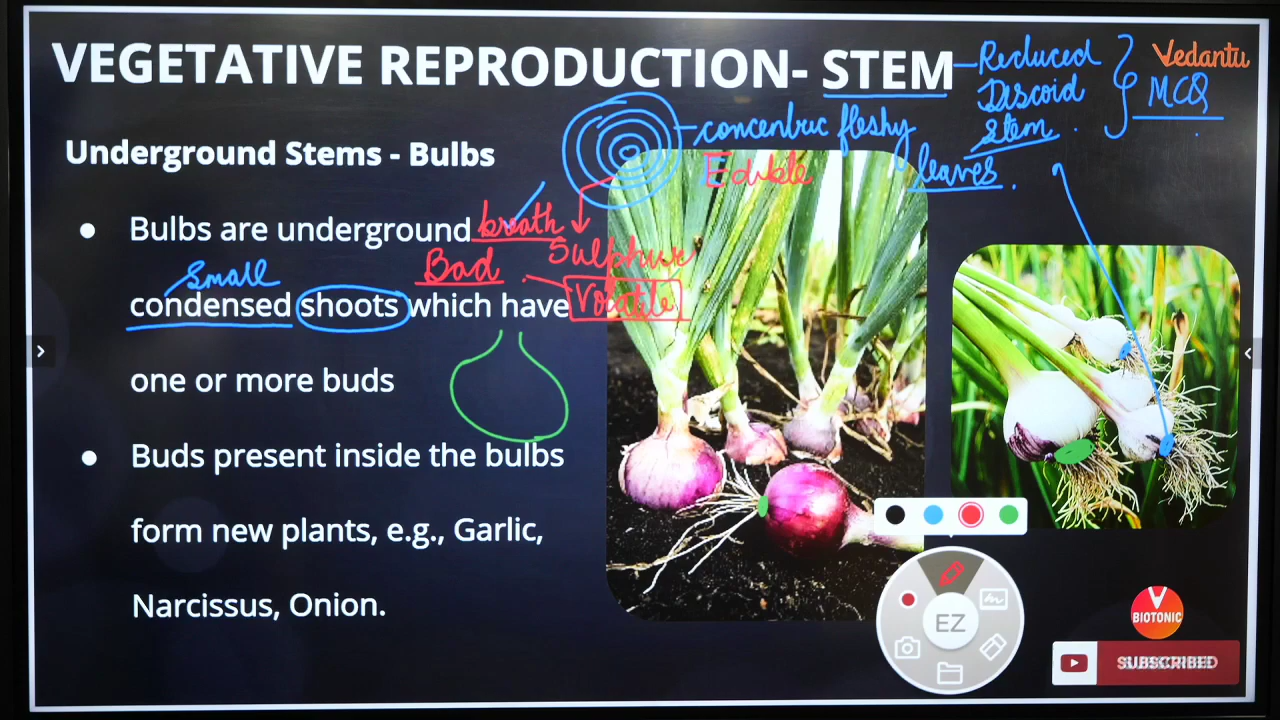 VEGETATIVE REPRODUCTION- STEM
Reduced
Discoid
Stem.
Vedantu
MCQ
concentric fleshy
leaves.
Edible
Underground Stems - Bulbs
Bulbs are underground
breath
Sulphur
Small
Bad
condensed shoots which have
Volatile
one or more buds
Buds present inside the bulbs
form new plants, e.g., Garlic,
Narcissus, Onion.
EZ
BIOTONIC
SUBSCRIBED